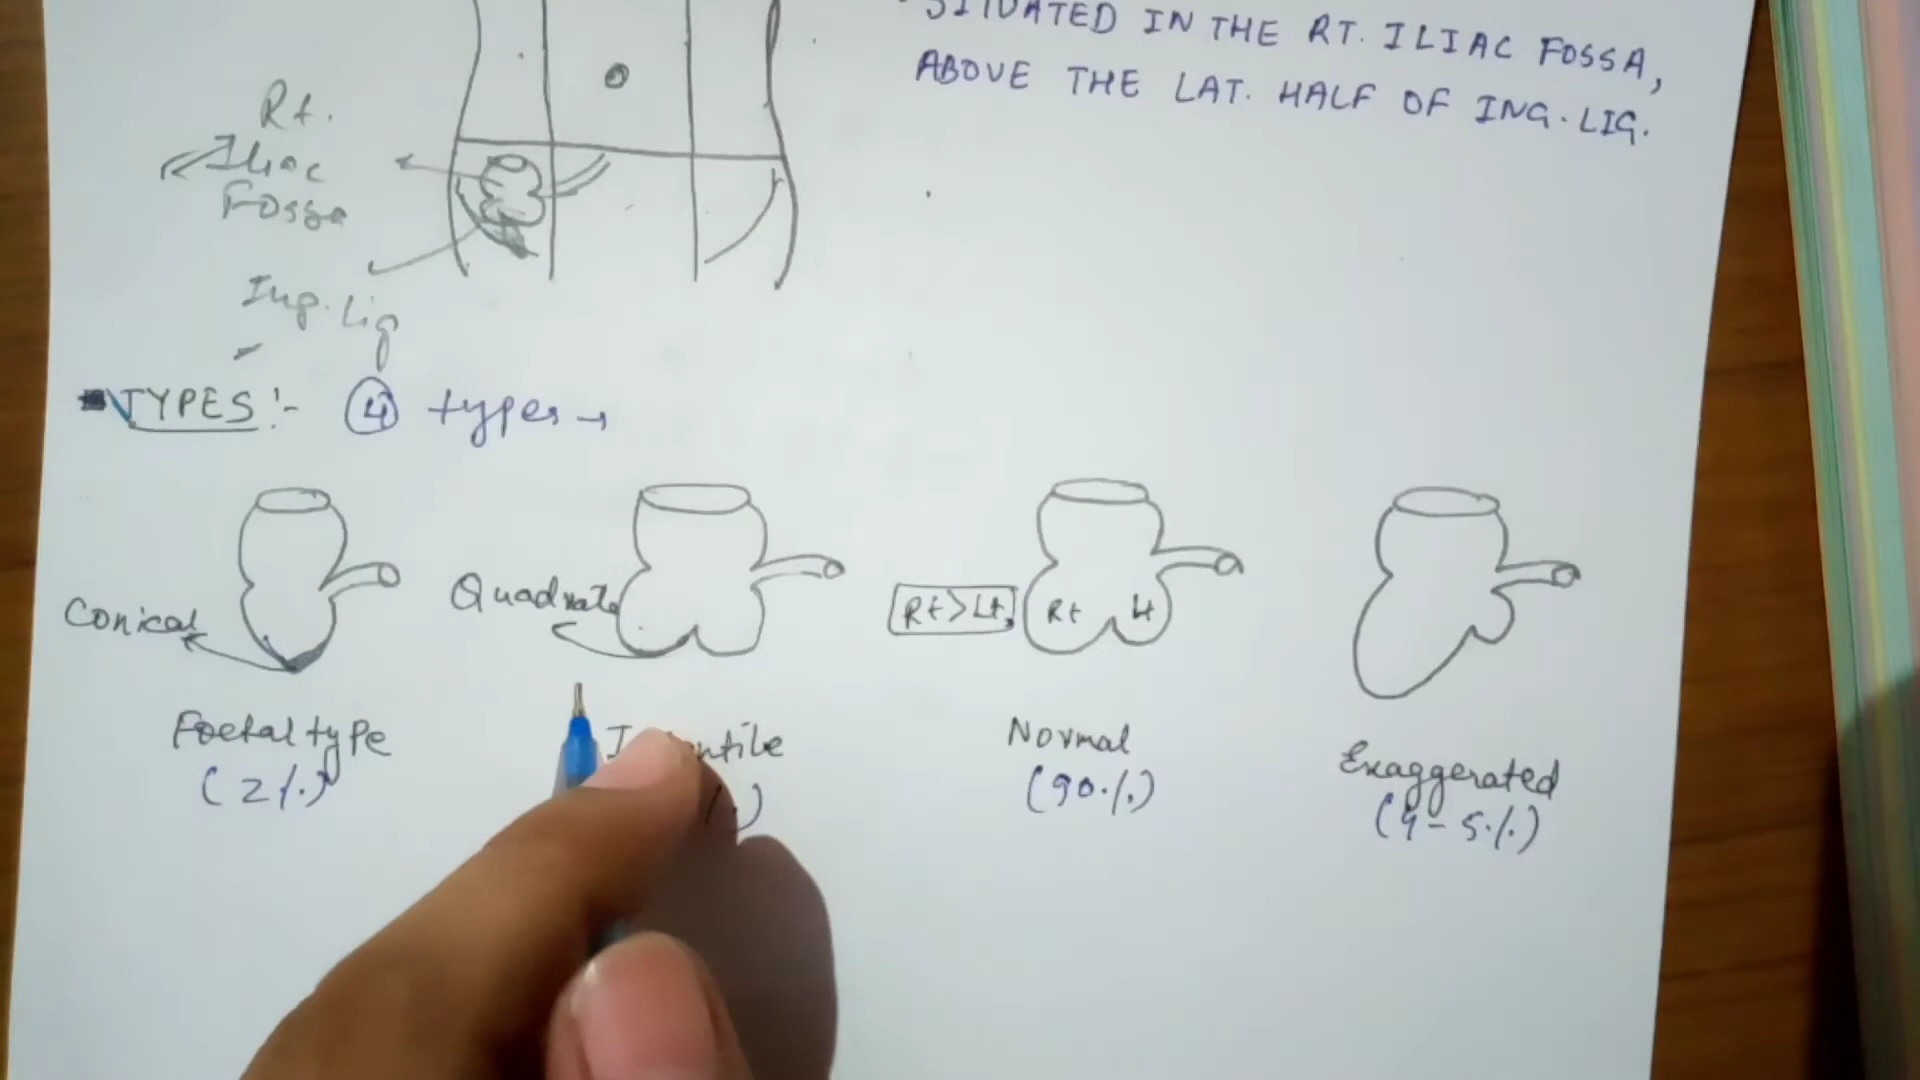 SITUATED IN THE RT. ILIAC FOSSA,
ABOVE THE LAT. HALF OF ING. LIG.
Rt.
Iliac
Fossa
Ing. Lig
TYPES :- 4 types →
Conical
Quadrate
Rt > Lt.
Rt Lt
Foetal type
(2%)
Normal
(90%)
Exaggerated
(4-5%)